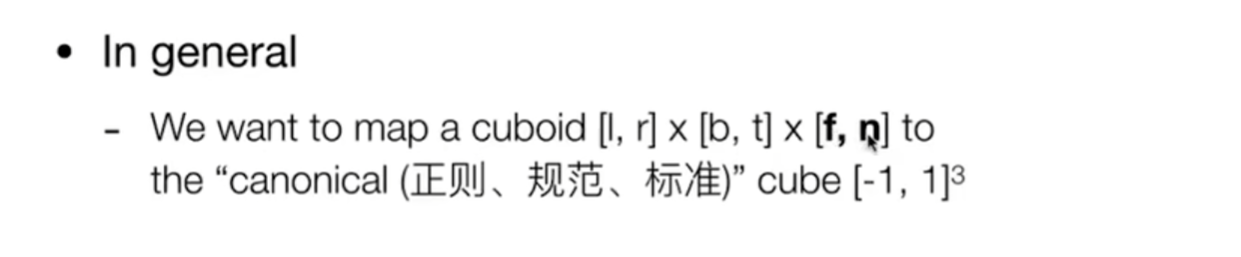 • In general
- We want to map a cuboid [l, r] x [b, t] x [f, n] to
the “canonical (正则、规范、标准)” cube [-1, 1]³